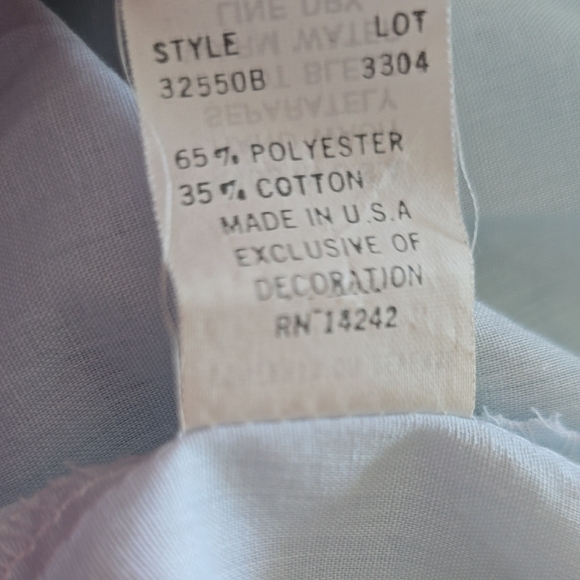 STYLE LOT
32550B 3304
65% POLYESTER
35% COTTON
MADE IN U.S.A
EXCLUSIVE OF
DECORATION
RN 14242